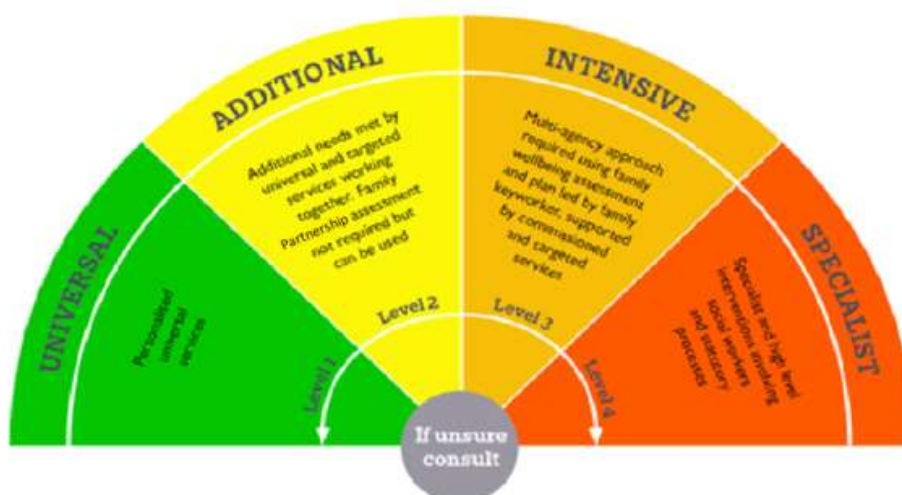 UNIVERSAL
Personalised
universal
services
Level 1
ADDITIONAL
Additional needs met by
universal and targeted
services working
together. Family
Partnership assessment
not required but
can be used
Level 2
INTENSIVE
Multi-agency approach
required using family
wellbeing assessment
and plan led by family
keyworker, supported
by commissioned
and targeted
services
Level 3
SPECIALIST
Specialist and high level
interventions involving
social workers
and statutory
processes
Level 4
If unsure
consult